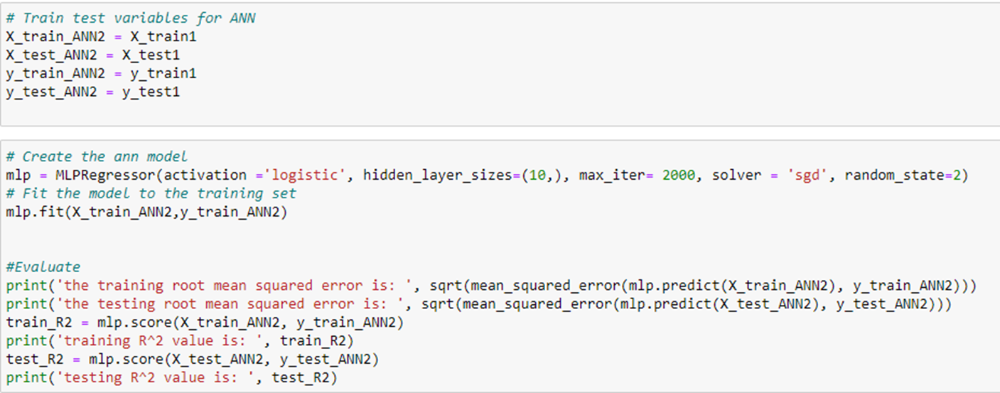 # Train test variables for ANN
X_train_ANN2 = X_train1
X_test_ANN2 = X_test1
y_train_ANN2 = y_train1
y_test_ANN2 = y_test1
# Create the ann model
mlp = MLPRegressor(activation ='logistic', hidden_layer_sizes=(10,), max_iter= 2000, solver = 'sgd', random_state=2)
# Fit the model to the training set
mlp.fit(X_train_ANN2,y_train_ANN2)
#Evaluate
print('the training root mean squared error is: ', sqrt(mean_squared_error(mlp.predict(X_train_ANN2), y_train_ANN2)))
print('the testing root mean squared error is: ', sqrt(mean_squared_error(mlp.predict(X_test_ANN2), y_test_ANN2)))
train_R2 = mlp.score(X_train_ANN2, y_train_ANN2)
print('training R^2 value is: ', train_R2)
test_R2 = mlp.score(X_test_ANN2, y_test_ANN2)
print('testing R^2 value is: ', test_R2)